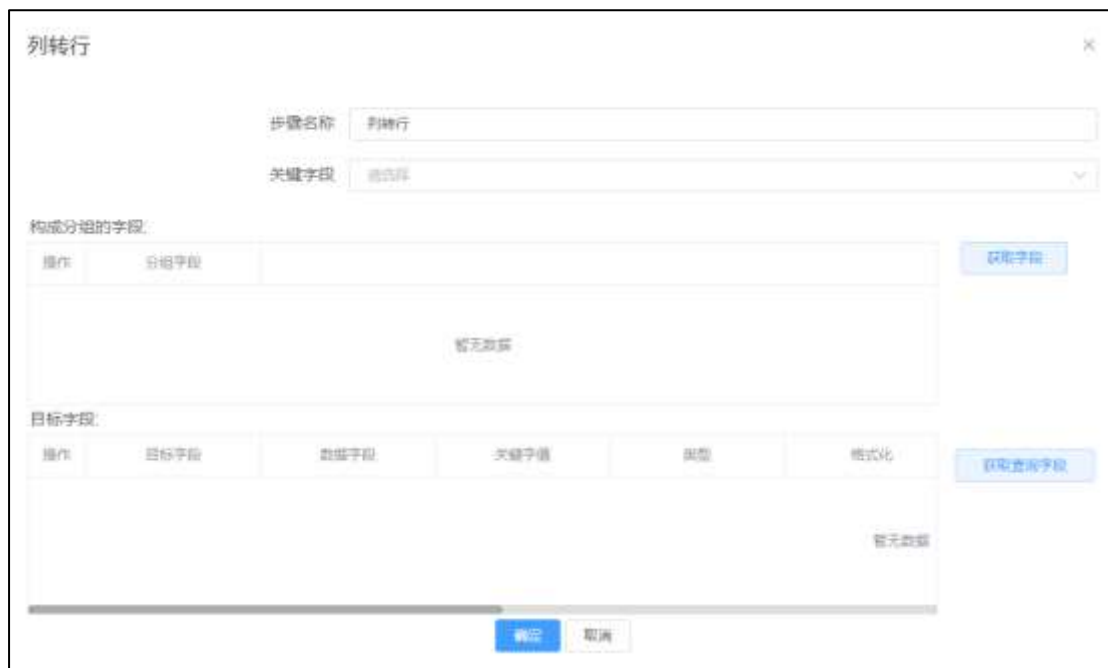 列转行
步骤名称 列转行
关键字段 请选择
构成分组的字段:
操作 分组字段
获取字段
暂无数据
目标字段:
操作 目标字段 数据字段 关键字值 类型 格式化
获取查询字段
暂无数据
确定 取消